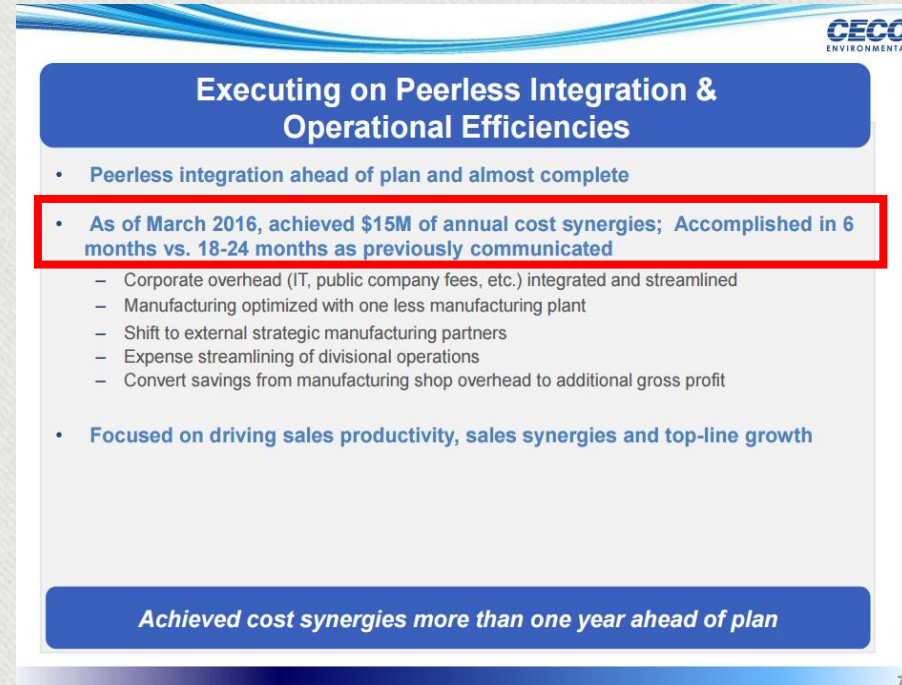 CECO
ENVIRONMENTA
Executing on Peerless Integration &
Operational Efficiencies
• Peerless integration ahead of plan and almost complete
• As of March 2016, achieved $15M of annual cost synergies; Accomplished in 6
months vs. 18-24 months as previously communicated
– Corporate overhead (IT, public company fees, etc.) integrated and streamlined
– Manufacturing optimized with one less manufacturing plant
– Shift to external strategic manufacturing partners
– Expense streamlining of divisional operations
– Convert savings from manufacturing shop overhead to additional gross profit
• Focused on driving sales productivity, sales synergies and top-line growth
Achieved cost synergies more than one year ahead of plan
7